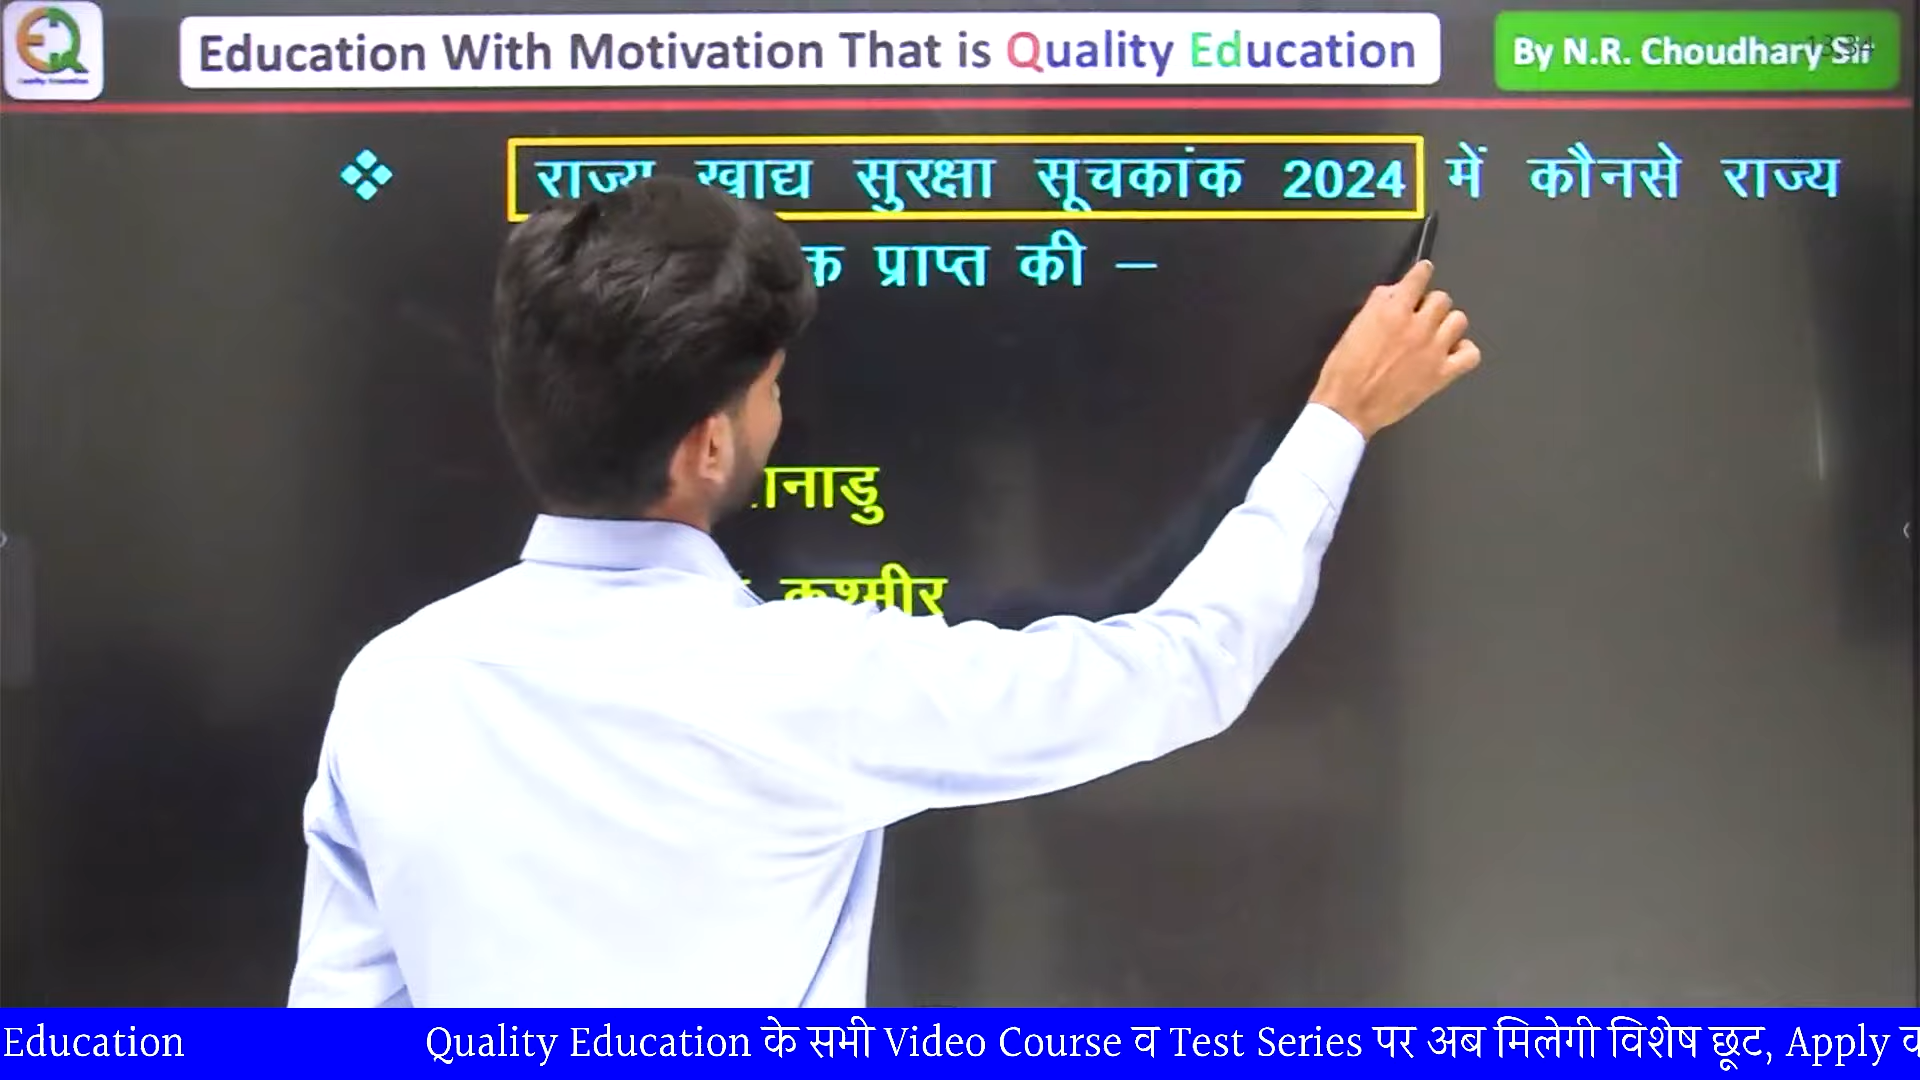 Education With Motivation That is Quality Education
By N.R. Choudhary Sir
राज्य खाद्य सुरक्षा सूचकांक 2024 में कौनसे राज्य
प्राप्त की –
कश्मीर
Education Quality Education के सभी Video Course व Test Series पर अब मिलेगी विशेष छूट, Apply